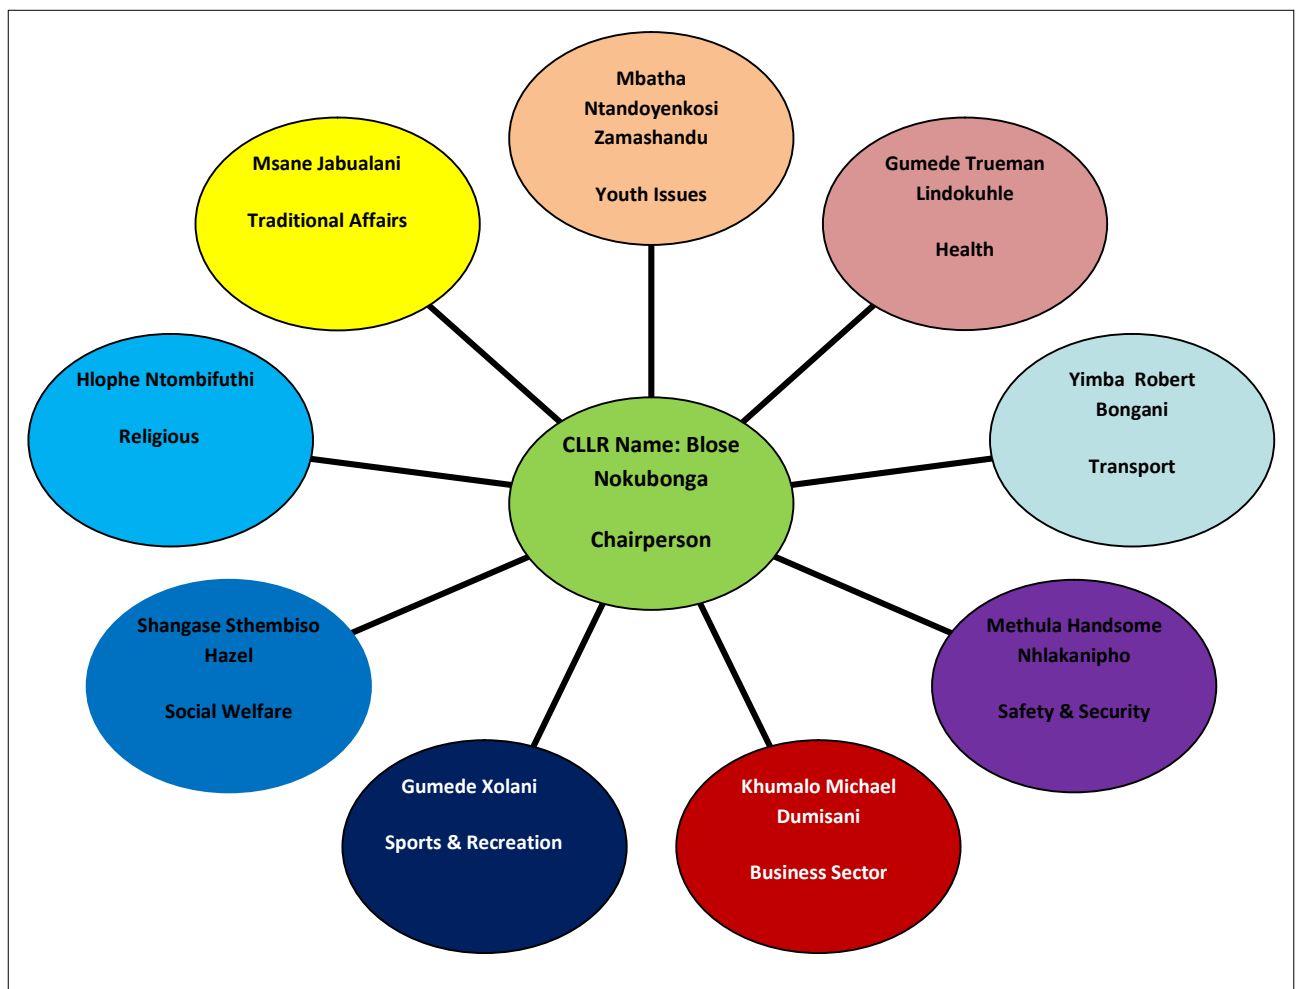 Mbatha
Ntandoyenkosi
Zamashandu
Youth Issues
Gumede Trueman
Lindokuhle
Health
Yimba  Robert
Bongani
Transport
Methula Handsome
Nhlakanipho
Safety & Security
Khumalo Michael
Dumisani
Business Sector
Gumede Xolani
Sports & Recreation
Shangase Sthembiso
Hazel
Social Welfare
Hlophe Ntombifuthi
Religious
Msane Jabualani
Traditional Affairs
CLLR Name: Blose
Nokubonga
Chairperson